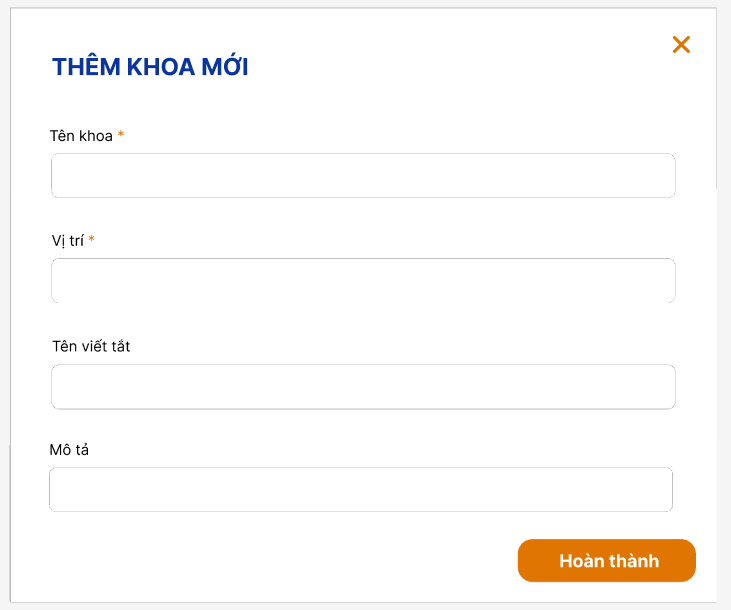 THÊM KHOA MỚI
Tên khoa *
Vị trí *
Tên viết tắt
Mô tả
Hoàn thành